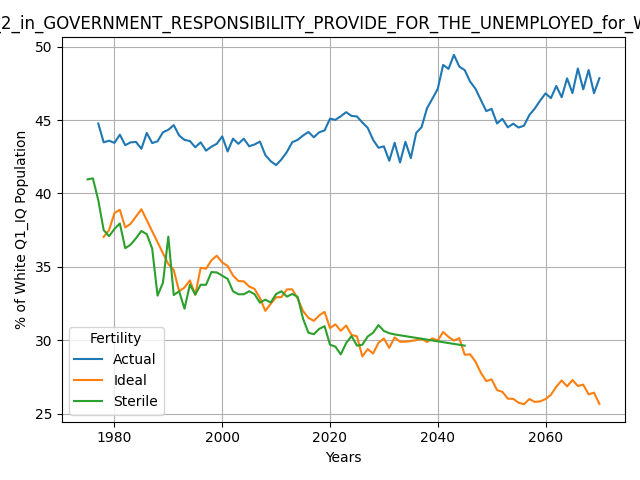 _2_in_GOVERNMENT_RESPONSIBILITY_PROVIDE_FOR_THE_UNEMPLOYED_for_W
% of White Q1_IQ Population
50
45
40
35
30
25
Fertility
Actual
Ideal
Sterile
1980
2000
2020
2040
2060
Years